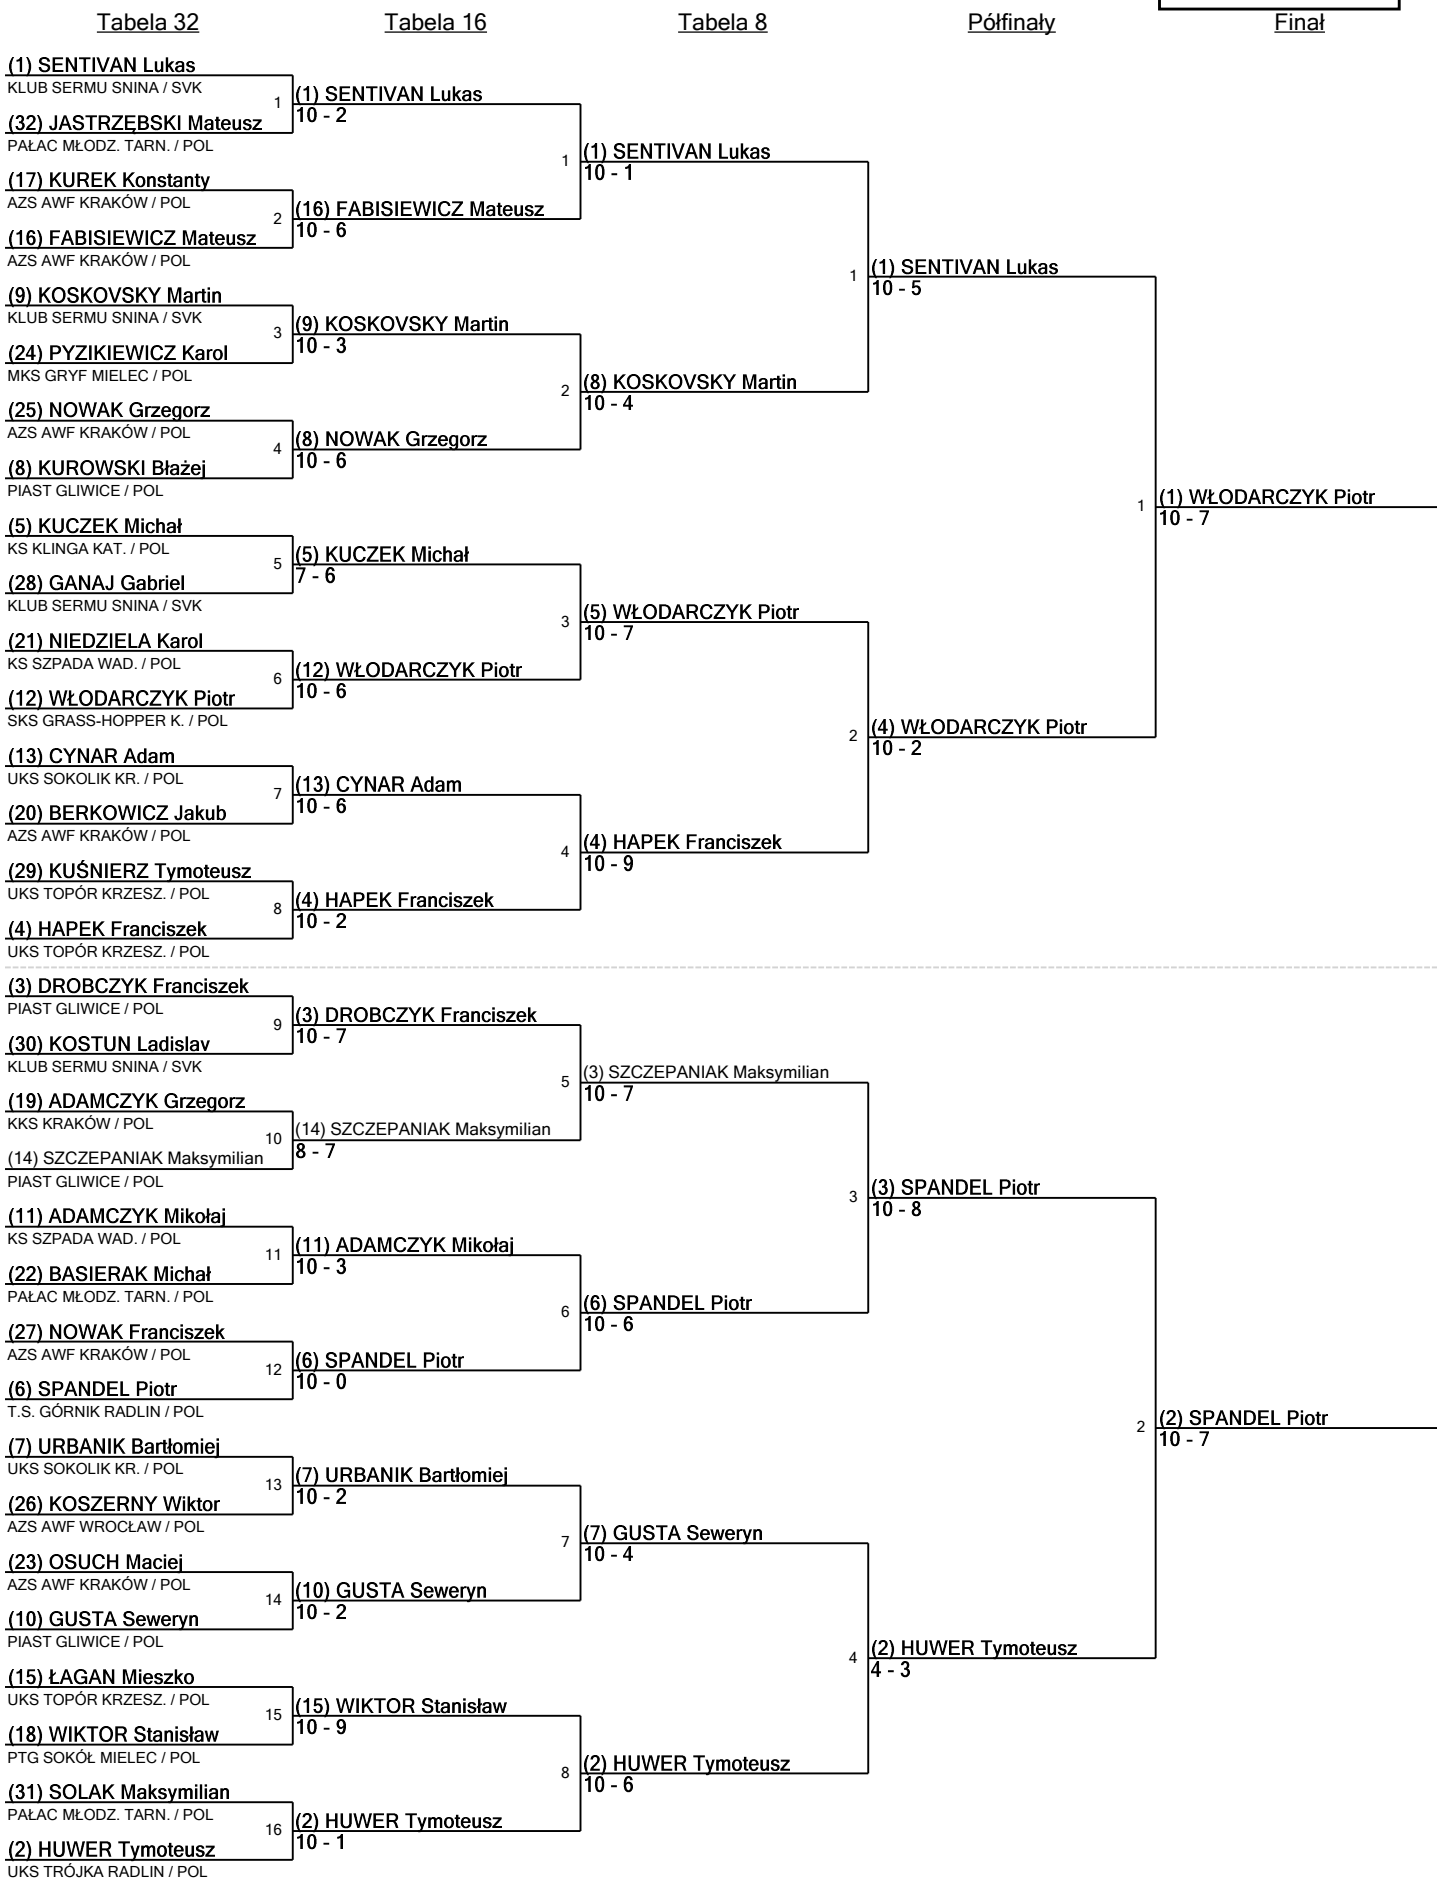 Tabela 32
Tabela 16
Tabela 8
Półfinały
Finał
(1) SENTIVAN Lukas
KLUB SERMU SNINA / SVK
1
(32) JASTRZĘBSKI Mateusz
PAŁAC MŁODZ. TARN. / POL
(17) KUREK Konstanty
AZS AWF KRAKÓW / POL
2
(16) FABISIEWICZ Mateusz
AZS AWF KRAKÓW / POL
(9) KOSKOVSKY Martin
KLUB SERMU SNINA / SVK
3
(24) PYZIKIEWICZ Karol
MKS GRYF MIELEC / POL
(25) NOWAK Grzegorz
AZS AWF KRAKÓW / POL
4
(8) KUROWSKI Błażej
PIAST GLIWICE / POL
(5) KUCZEK Michał
KS KLINGA KAT. / POL
5
(28) GANAJ Gabriel
KLUB SERMU SNINA / SVK
(21) NIEDZIELA Karol
KS SZPADA WAD. / POL
6
(12) WŁODARCZYK Piotr
SKS GRASS-HOPPER K. / POL
(13) CYNAR Adam
UKS SOKOLIK KR. / POL
7
(20) BERKOWICZ Jakub
AZS AWF KRAKÓW / POL
(29) KUŚNIERZ Tymoteusz
UKS TOPÓR KRZESZ. / POL
8
(4) HAPEK Franciszek
UKS TOPÓR KRZESZ. / POL
(3) DROBCZYK Franciszek
PIAST GLIWICE / POL
9
(30) KOSTUN Ladislav
KLUB SERMU SNINA / SVK
(19) ADAMCZYK Grzegorz
KKS KRAKÓW / POL
10
(14) SZCZEPANIAK Maksymilian
PIAST GLIWICE / POL
(11) ADAMCZYK Mikołaj
KS SZPADA WAD. / POL
11
(22) BASIERAK Michał
PAŁAC MŁODZ. TARN. / POL
(27) NOWAK Franciszek
AZS AWF KRAKÓW / POL
12
(6) SPANDEL Piotr
T.S. GÓRNIK RADLIN / POL
(7) URBANIK Bartłomiej
UKS SOKOLIK KR. / POL
13
(26) KOSZERNY Wiktor
AZS AWF WROCŁAW / POL
(23) OSUCH Maciej
AZS AWF KRAKÓW / POL
14
(10) GUSTA Seweryn
PIAST GLIWICE / POL
(15) ŁAGAN Mieszko
UKS TOPÓR KRZESZ. / POL
15
(18) WIKTOR Stanisław
PTG SOKÓŁ MIELEC / POL
(31) SOLAK Maksymilian
PAŁAC MŁODZ. TARN. / POL
16
(2) HUWER Tymoteusz
UKS TRÓJKA RADLIN / POL
(1) SENTIVAN Lukas
10 - 2
1
(16) FABISIEWICZ Mateusz
10 - 6
(9) KOSKOVSKY Martin
10 - 3
2
(8) NOWAK Grzegorz
10 - 6
(5) KUCZEK Michał
7 - 6
3
(12) WŁODARCZYK Piotr
10 - 6
(13) CYNAR Adam
10 - 6
4
(4) HAPEK Franciszek
10 - 2
(3) DROBCZYK Franciszek
10 - 7
5
(14) SZCZEPANIAK Maksymilian
8 - 7
(11) ADAMCZYK Mikołaj
10 - 3
6
(6) SPANDEL Piotr
10 - 0
(7) URBANIK Bartłomiej
10 - 2
7
(10) GUSTA Seweryn
10 - 2
(15) WIKTOR Stanisław
10 - 9
8
(2) HUWER Tymoteusz
10 - 1
(1) SENTIVAN Lukas
10 - 1
1
(8) KOSKOVSKY Martin
10 - 4
(5) WŁODARCZYK Piotr
10 - 7
2
(4) HAPEK Franciszek
10 - 9
(3) SZCZEPANIAK Maksymilian
10 - 7
3
(6) SPANDEL Piotr
10 - 6
(7) GUSTA Seweryn
10 - 4
4
(2) HUWER Tymoteusz
10 - 6
(1) SENTIVAN Lukas
10 - 5
1
(4) WŁODARCZYK Piotr
10 - 2
(3) SPANDEL Piotr
10 - 8
2
(2) HUWER Tymoteusz
4 - 3
(1) WŁODARCZYK Piotr
10 - 7
(2) SPANDEL Piotr
10 - 7